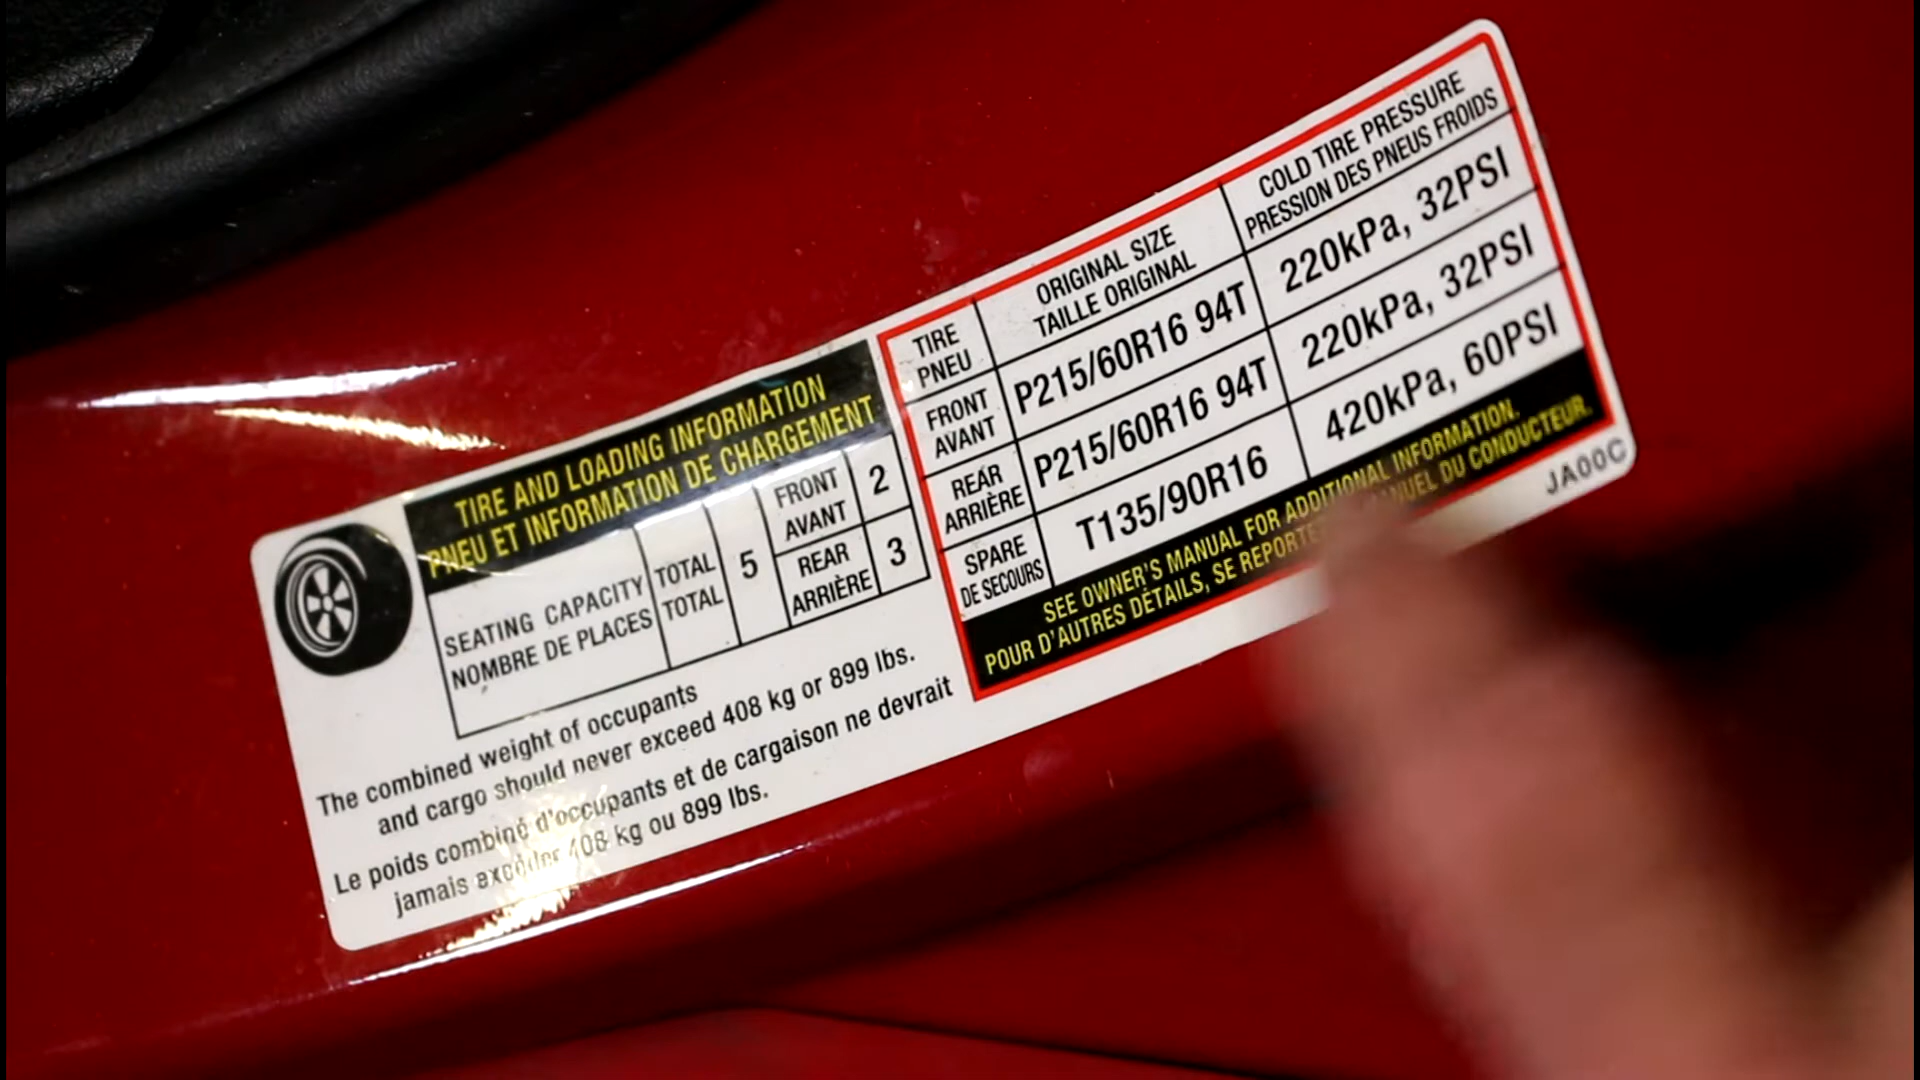 TIRE AND LOADING INFORMATION
PNEU ET INFORMATION DE CHARGEMENT
SEATING CAPACITY
NOMBRE DE PLACES
TOTAL
TOTAL
5
FRONT
AVANT
2
REAR
ARRIÈRE
3
The combined weight of occupants
and cargo should never exceed 408 kg or 899 lbs.
Le poids combiné d'occupants et de cargaison ne devrait
jamais excéder 408 kg ou 899 lbs.
TIRE
PNEU
ORIGINAL SIZE
TAILLE ORIGINAL
COLD TIRE PRESSURE
PRESSION DES PNEUS FROIDS
FRONT
AVANT
P215/60R16 94T
220kPa, 32PSI
REAR
ARRIÈRE
P215/60R16 94T
220kPa, 32PSI
SPARE
DE SECOURS
T135/90R16
420kPa, 60PSI
SEE OWNER'S MANUAL FOR ADDITIONAL INFORMATION.
POUR D'AUTRES DÉTAILS, SE DU CONDUCTEUR.
JA00C